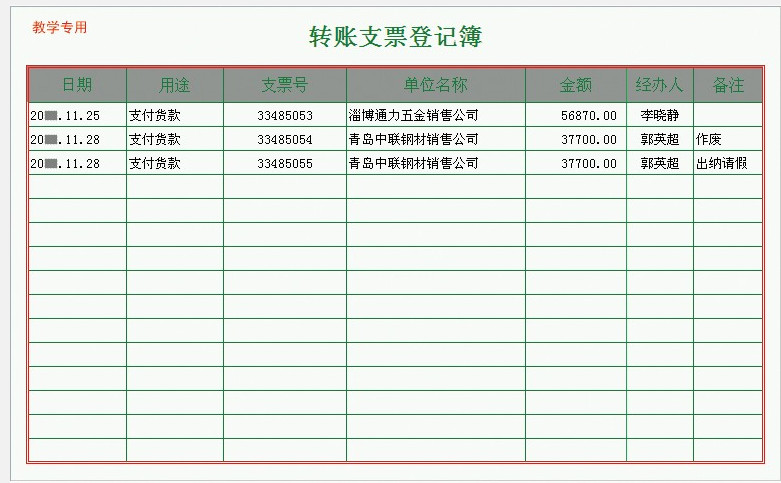 教学专用
转账支票登记簿
日期 用途 支票号 单位名称 金额 经办人 备注
20 .11.25 支付货款 33485053 淄博通力五金销售公司 56870.00 李晓静
20 .11.28 支付货款 33485054 青岛中联钢材销售公司 37700.00 郭英超 作废
20 .11.28 支付货款 33485055 青岛中联钢材销售公司 37700.00 郭英超 出纳请假